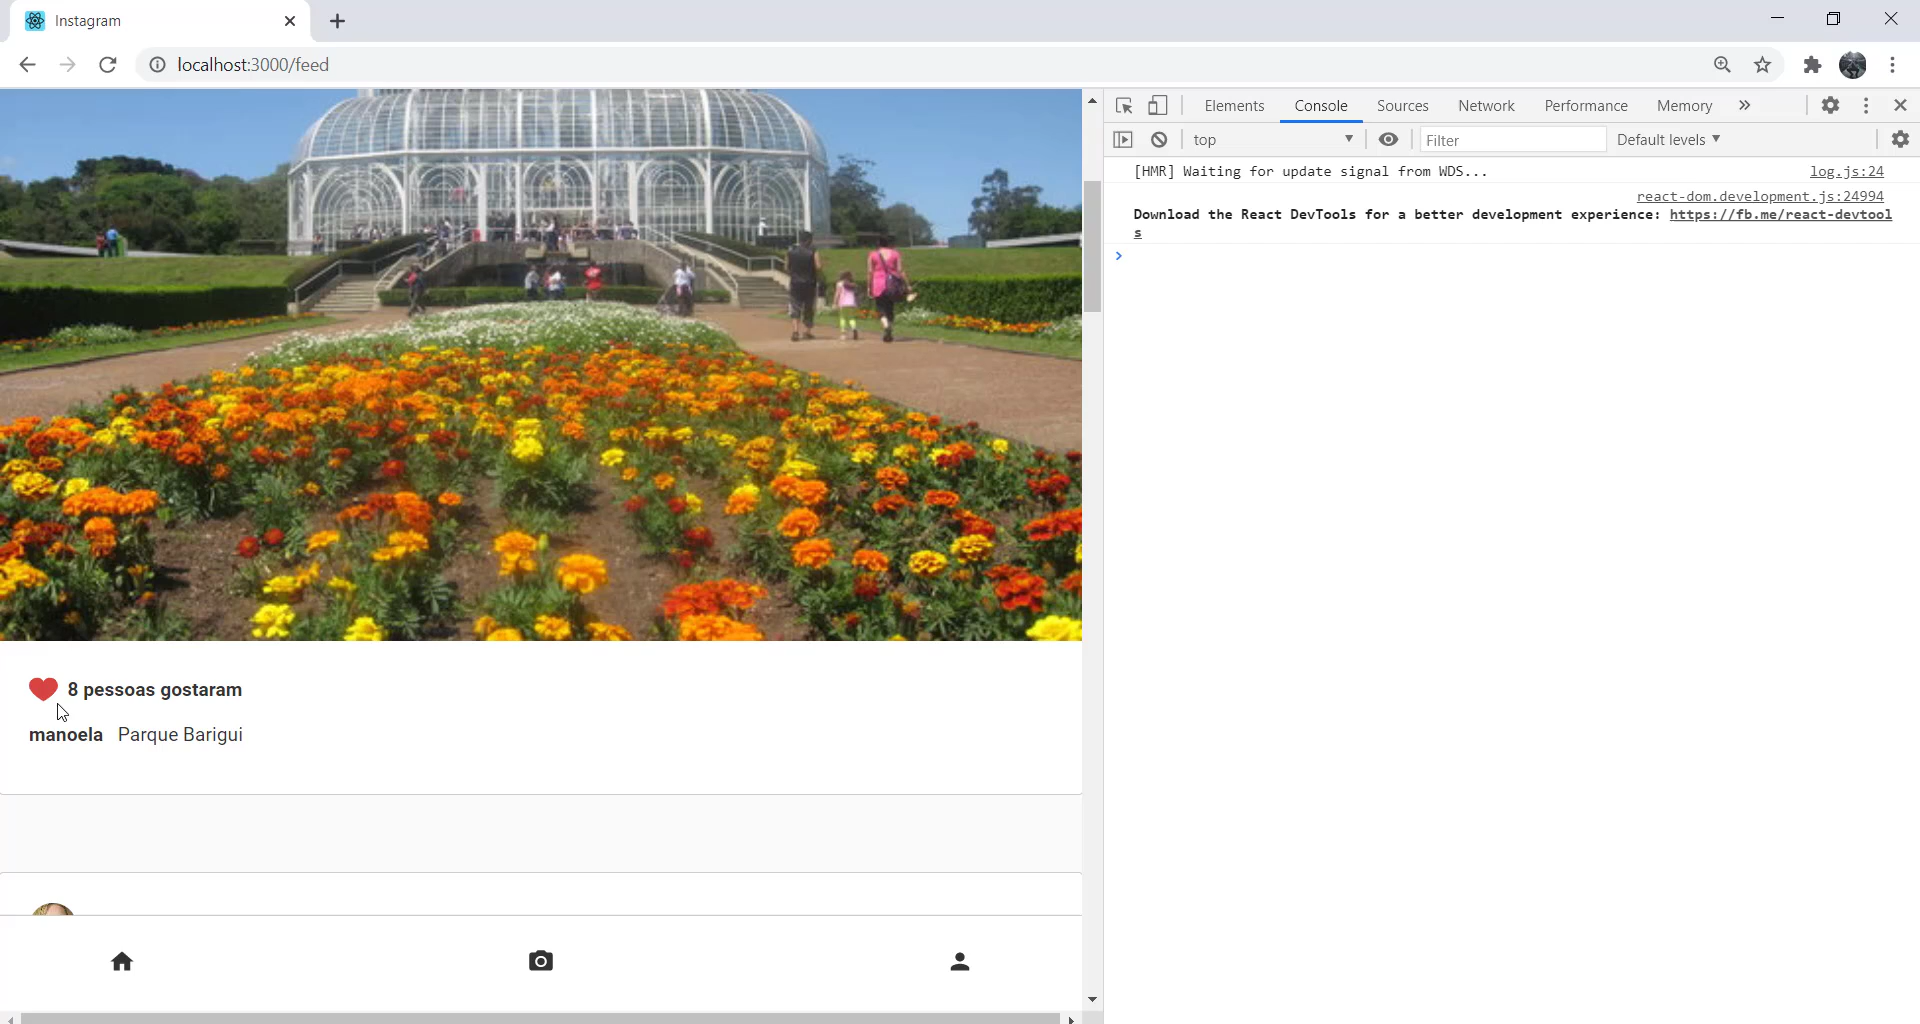 Instagram
localhost:3000/feed
Elements Console Sources Network Performance Memory
top Filter Default levels
[HMR] Waiting for update signal from WDS... log.js:24
react-dom.development.js:24994
Download the React DevTools for a better development experience: https://fb.me/react-devtool
s
8 pessoas gostaram
manoela Parque Barigui